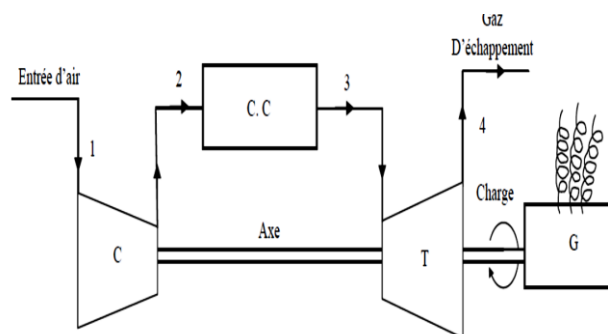 Gaz
D'échappement
Entrée d'air
2
C. C
3
1
4
Charge
Axe
C
T
G